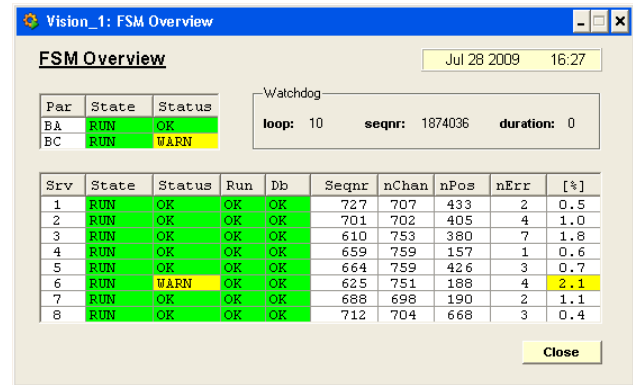 Vision_1: FSM Overview
FSM Overview
Jul 28 2009 16:27
Watchdog
loop: 10 seqnr: 1874036 duration: 0
Par State Status
BA RUN OK
BC RUN WARN
Srv State Status Run Db Seqnr nChan nPos nErr [%]
1 RUN OK OK OK 727 707 433 2 0.5
2 RUN OK OK OK 701 702 405 4 1.0
3 RUN OK OK OK 610 753 380 7 1.8
4 RUN OK OK OK 659 759 157 1 0.6
5 RUN OK OK OK 664 759 426 3 0.7
6 RUN WARN OK OK 625 751 188 4 2.1
7 RUN OK OK OK 688 698 190 2 1.1
8 RUN OK OK OK 712 704 668 3 0.4
Close